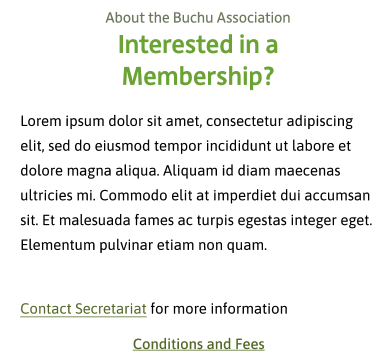 About the Buchu Association
Interested in a
Membership?
Lorem ipsum dolor sit amet, consectetur adipiscing
elit, sed do eiusmod tempor incididunt ut labore et
dolore magna aliqua. Aliquam id diam maecenas
ultricies mi. Commodo elit at imperdiet dui accumsan
sit. Et malesuada fames ac turpis egestas integer eget.
Elementum pulvinar etiam non quam.
Contact Secretariat for more information
Conditions and Fees